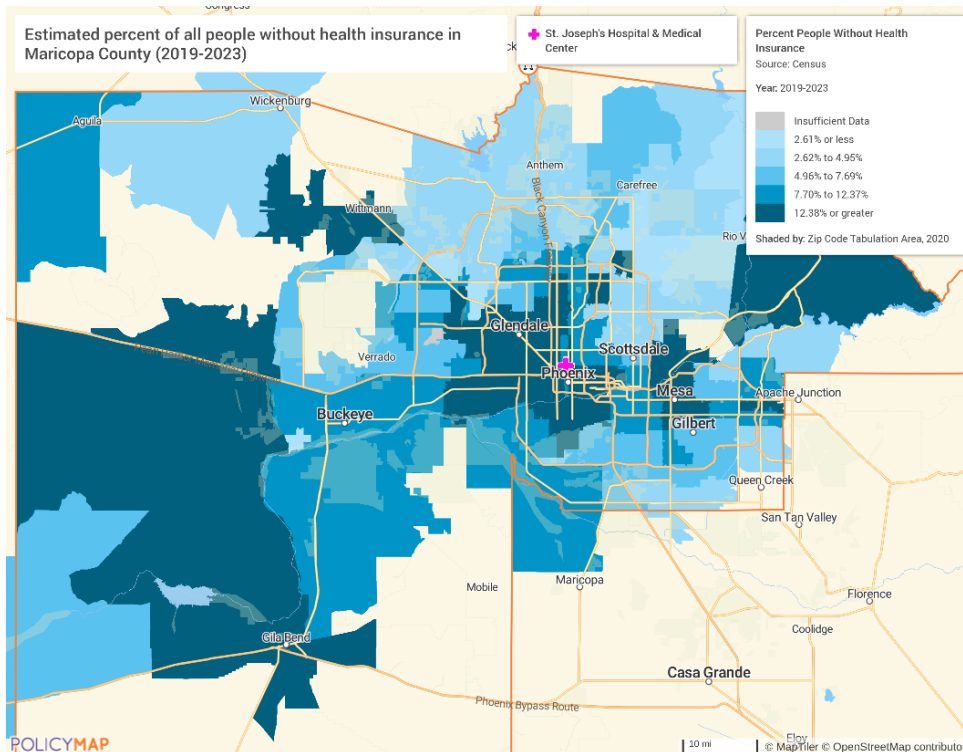 Congress
Estimated percent of all people without health insurance in
Maricopa County (2019-2023)
St. Joseph's Hospital & Medical
Center
Percent People Without Health
Insurance
Source: Census
Year: 2019-2023
Insufficient Data
2.61% or less
2.62% to 4.95%
4.96% to 7.69%
7.70% to 12.37%
12.38% or greater
Shaded by: Zip Code Tabulation Area, 2020
ck
Wickenburg
Aguila
Anthem
Carefree
Black Canyon F
Wittmann
Rio V
Glendale
Scottsdale
Verrado
Phoenix
Mesa
Apache Junction
Buckeye
Gilbert
Queen Creek
San Tan Valley
Maricopa
Mobile
Florence
Coolidge
Gila Bend
Casa Grande
Phoenix Bypass Route
Eloy
POLICYMAP
10 mi
© MapTiler © OpenStreetMap contributo